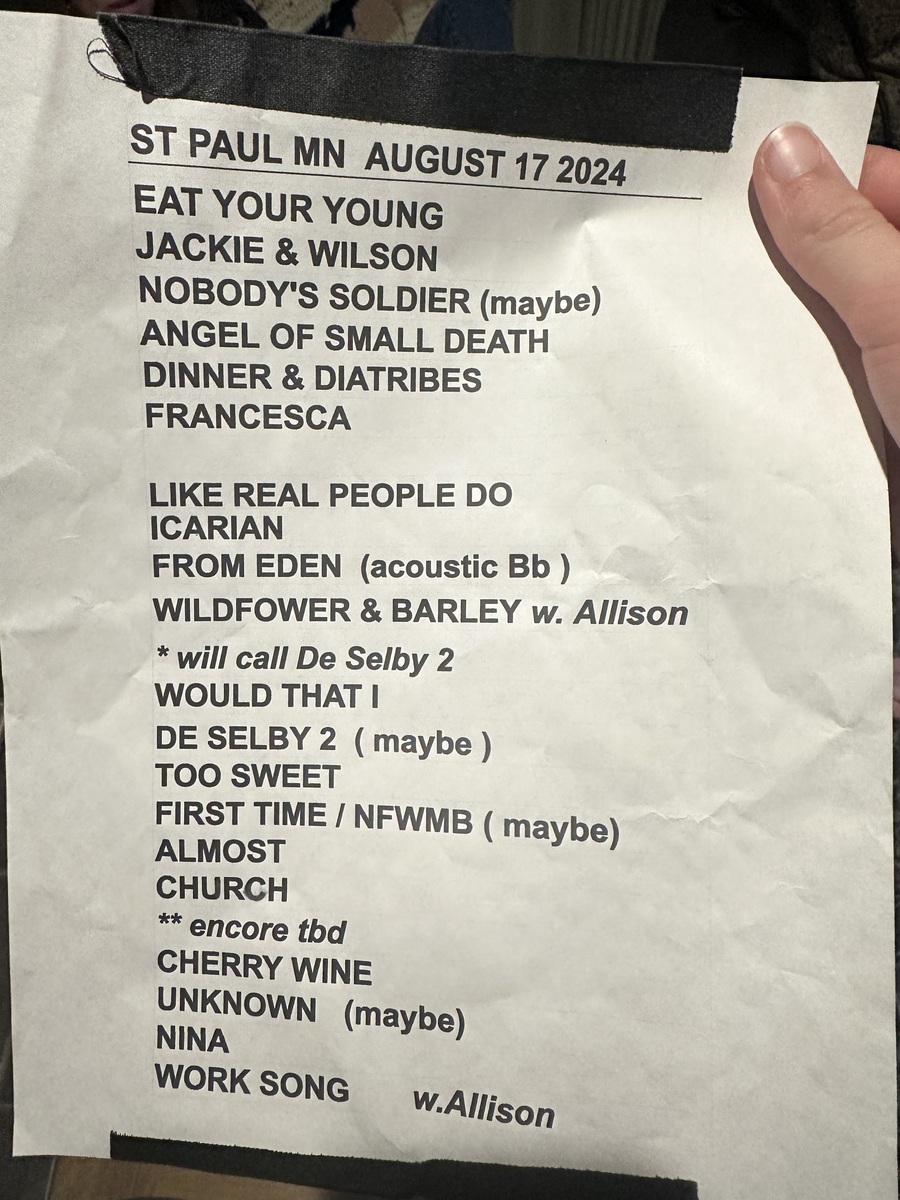 ST PAUL MN AUGUST 17 2024
EAT YOUR YOUNG
JACKIE & WILSON
NOBODY'S SOLDIER (maybe)
ANGEL OF SMALL DEATH
DINNER & DIATRIBES
FRANCESCA
LIKE REAL PEOPLE DO
ICARIAN
FROM EDEN (acoustic Bb )
WILDFOWER & BARLEY w. Allison
* will call De Selby 2
WOULD THAT I
DE SELBY 2 ( maybe )
TOO SWEET
FIRST TIME / NFWMB ( maybe)
ALMOST
CHURCH
** encore tbd
CHERRY WINE
UNKNOWN (maybe)
NINA
WORK SONG w.Allison